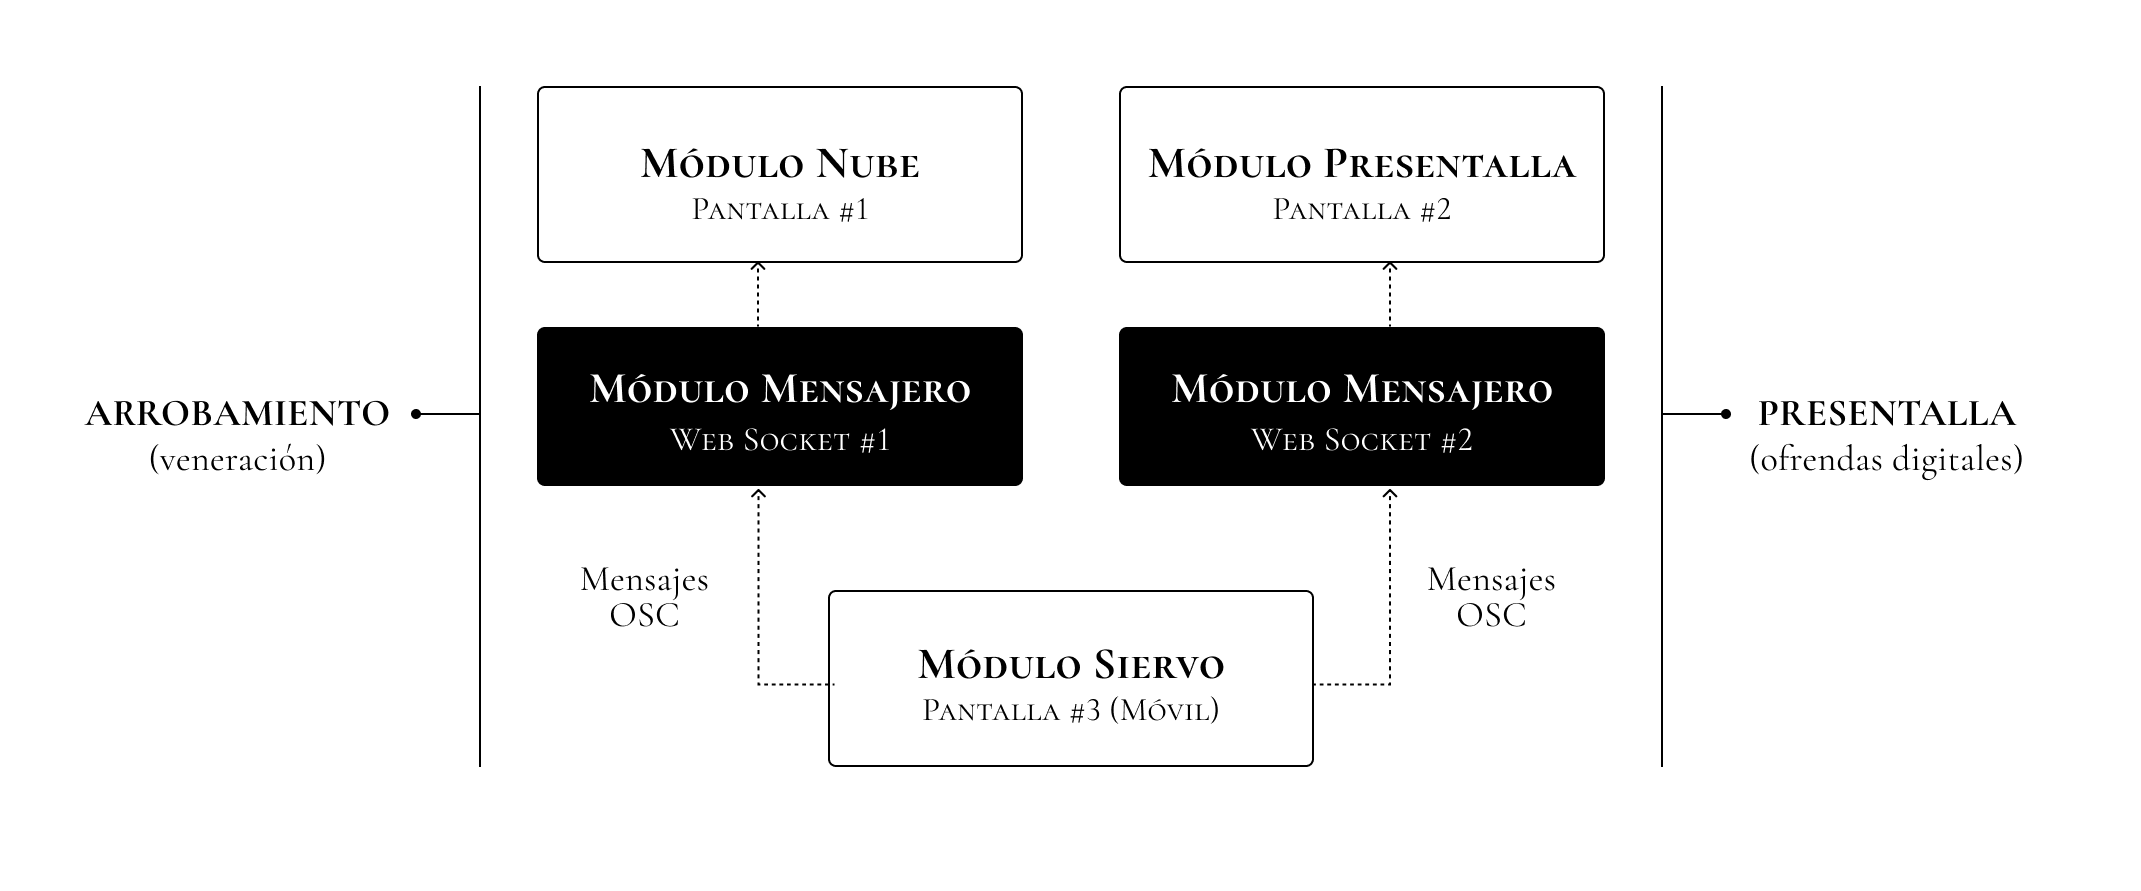 Módulo Nube
Pantalla #1
Módulo Presentalla
Pantalla #2
ARROBAMIENTO
(veneración)
Módulo Mensajero
Web Socket #1
Módulo Mensajero
Web Socket #2
PRESENTALLA
(ofrendas digitales)
Mensajes
OSC
Mensajes
OSC
Módulo Siervo
Pantalla #3 (Móvil)